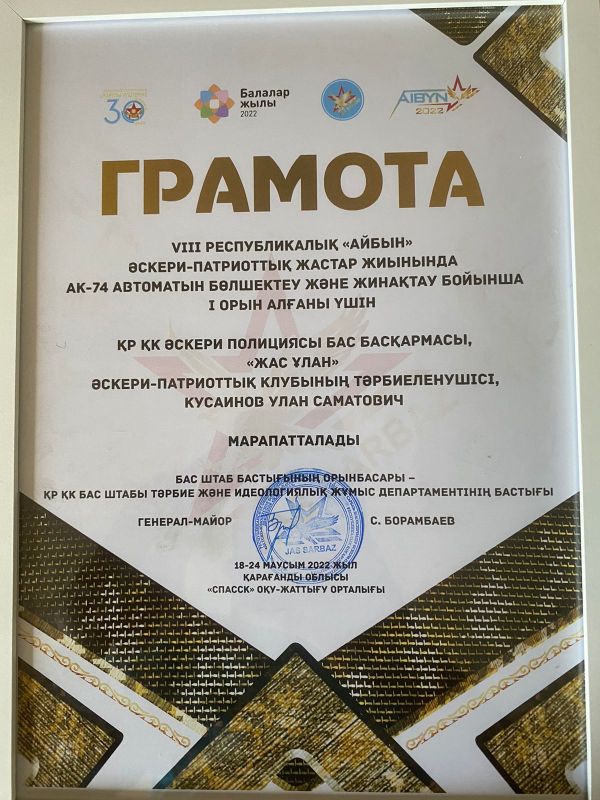 30
Балалар
жылы
2022
AIBYN
2022
ГРАМОТА
VIII РЕСПУБЛИКАЛЫҚ «АЙБЫН»
ӘСКЕРИ-ПАТРИОТТЫҚ ЖАСТАР ЖИЫНЫНДА
АК-74 АВТОМАТЫН БӨЛШЕКТЕУ ЖӘНЕ ЖИНАҚТАУ БОЙЫНША
I ОРЫН АЛҒАНЫ ҮШІН
ҚР ҚК ӘСКЕРИ ПОЛИЦИЯСЫ БАС БАСҚАРМАСЫ,
«ЖАС ҰЛАН»
ӘСКЕРИ-ПАТРИОТТЫҚ КЛУБЫНЫҢ ТӘРБИЕЛЕНУШІСІ,
КУСАИНОВ УЛАН САМАТОВИЧ
МАРАПАТТАЛАДЫ
БАС ШТАБ БАСТЫҒЫНЫҢ ОРЫНБАСАРЫ –
ҚР ҚК БАС ШТАБЫ ТӘРБИЕ ЖӘНЕ ИДЕОЛОГИЯЛЫҚ ЖҰМЫС ДЕПАРТАМЕНТІНІҢ БАСТЫҒЫ
ГЕНЕРАЛ-МАЙОР С. БОРАМБАЕВ
JAS SARBAZ
18-24 МАУСЫМ 2022 ЖЫЛ
ҚАРАҒАНДЫ ОБЛЫСЫ
«СПАССК» ОҚУ-ЖАТТЫҒУ ОРТАЛЫҒЫ